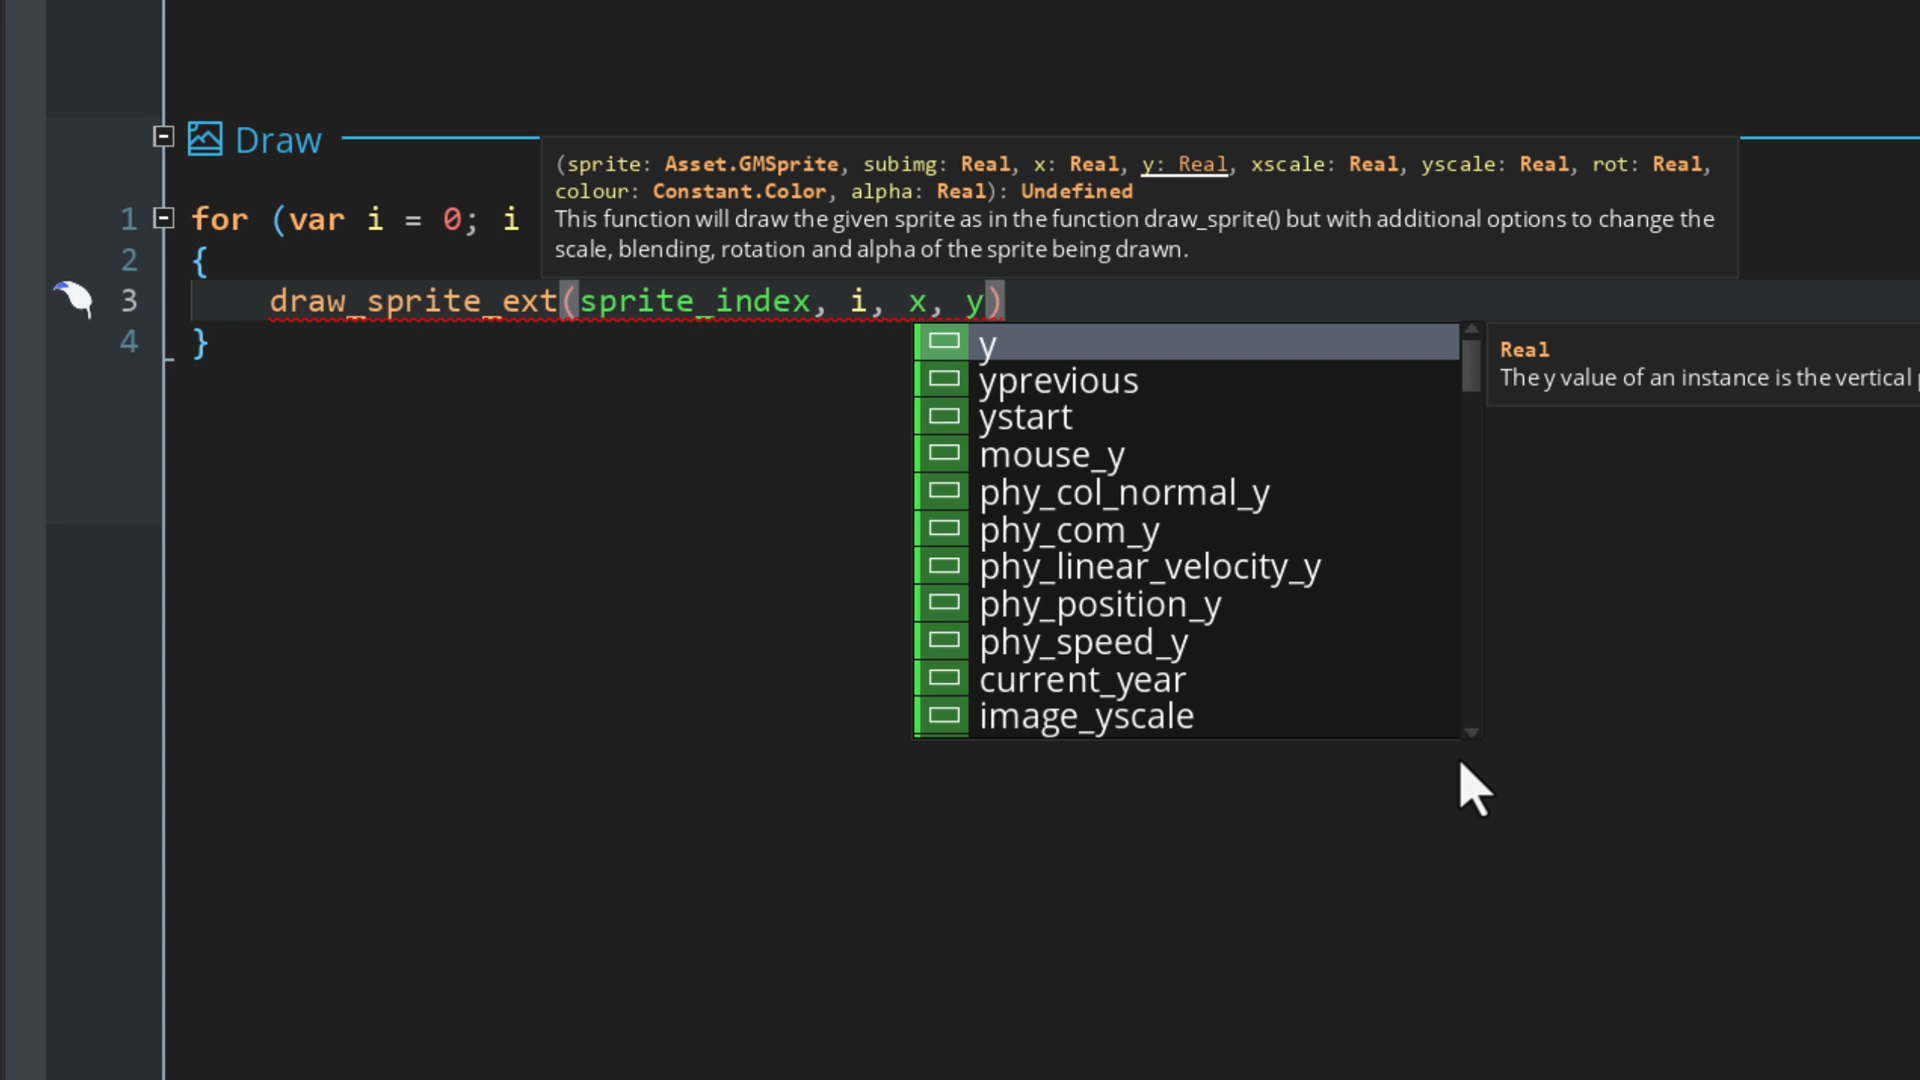 Draw
(sprite: Asset.GMSprite, subimg: Real, x: Real, y: Real, xscale: Real, yscale: Real, rot: Real,
colour: Constant.Color, alpha: Real): Undefined
This function will draw the given sprite as in the function draw_sprite() but with additional options to change the
scale, blending, rotation and alpha of the sprite being drawn.
1 for (var i = 0; i
2 {
3 draw_sprite_ext(sprite_index, i, x, y)
4 }
y
yprevious
ystart
mouse_y
phy_col_normal_y
phy_com_y
phy_linear_velocity_y
phy_position_y
phy_speed_y
current_year
image_yscale
Real
The y value of an instance is the vertical